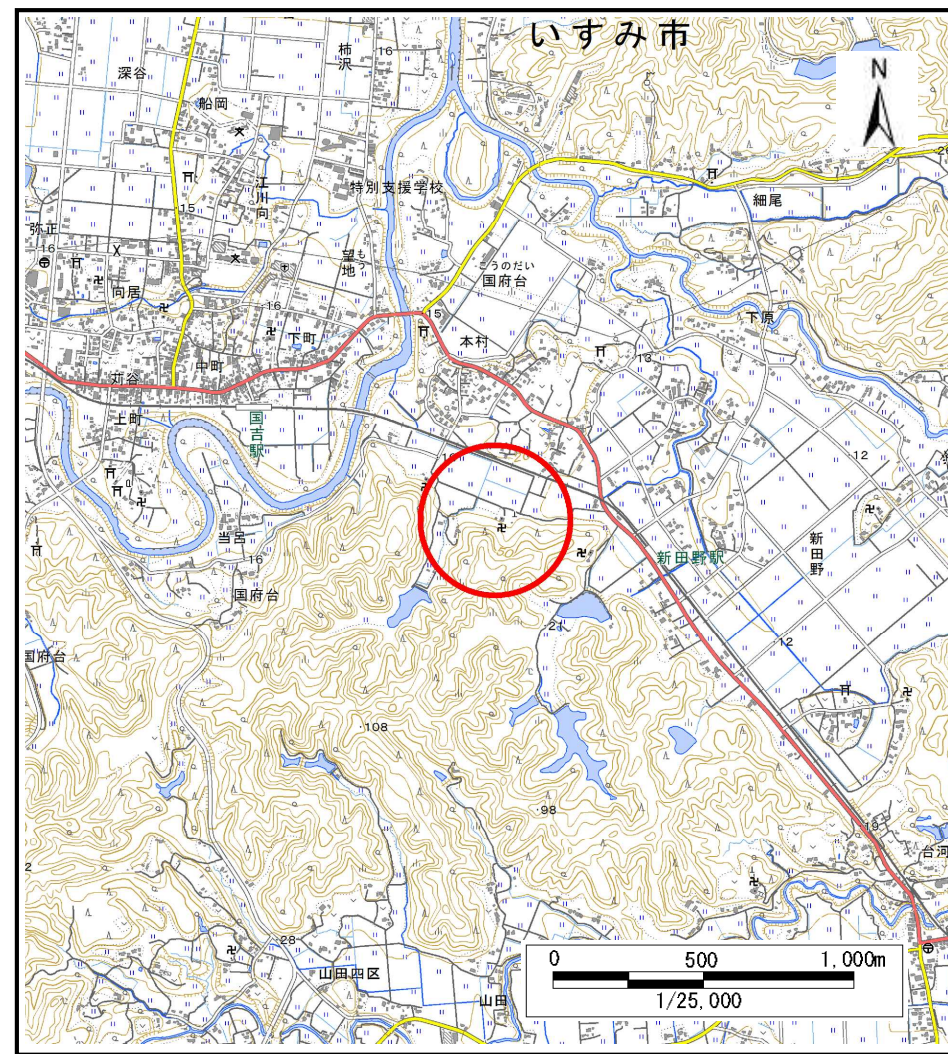 いすみ市
柿沢
16
深谷
船岡
N
江川向
特別支援学校
細尾
15
弥正
16
望地
もう
こうのだい
国府台
向居
16
下原
15
下町
本村
13
中町
苅谷
上町
国吉駅
12
16
新田野
当呂
16
新田野駅
国府台
国府台
21
12
108
98
19
台河
28
山田四区
山田
0 500 1,000m
1/25,000